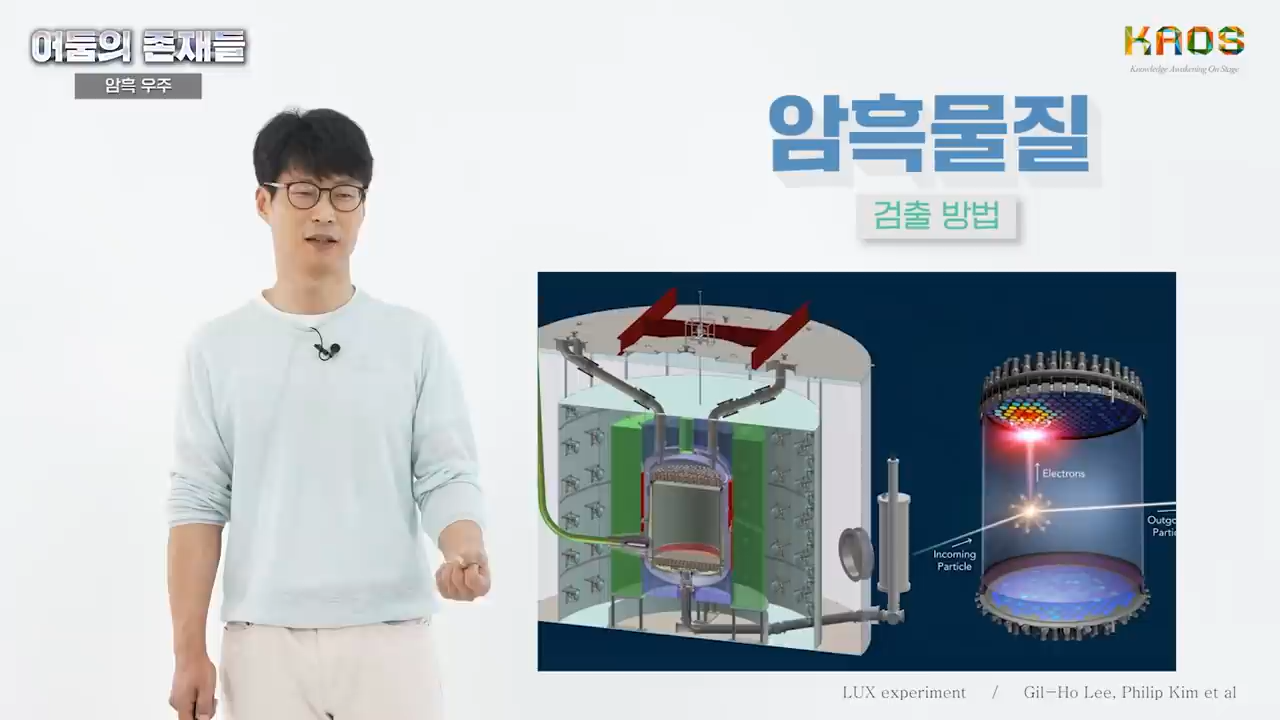 어둠의 존재들
암흑 우주
KAOS
Knowledge Awakening On Stage
암흑물질
검출 방법
Electrons
Incoming
Particle
Outgo
Partic
LUX experiment / Gil-Ho Lee, Philip Kim et al